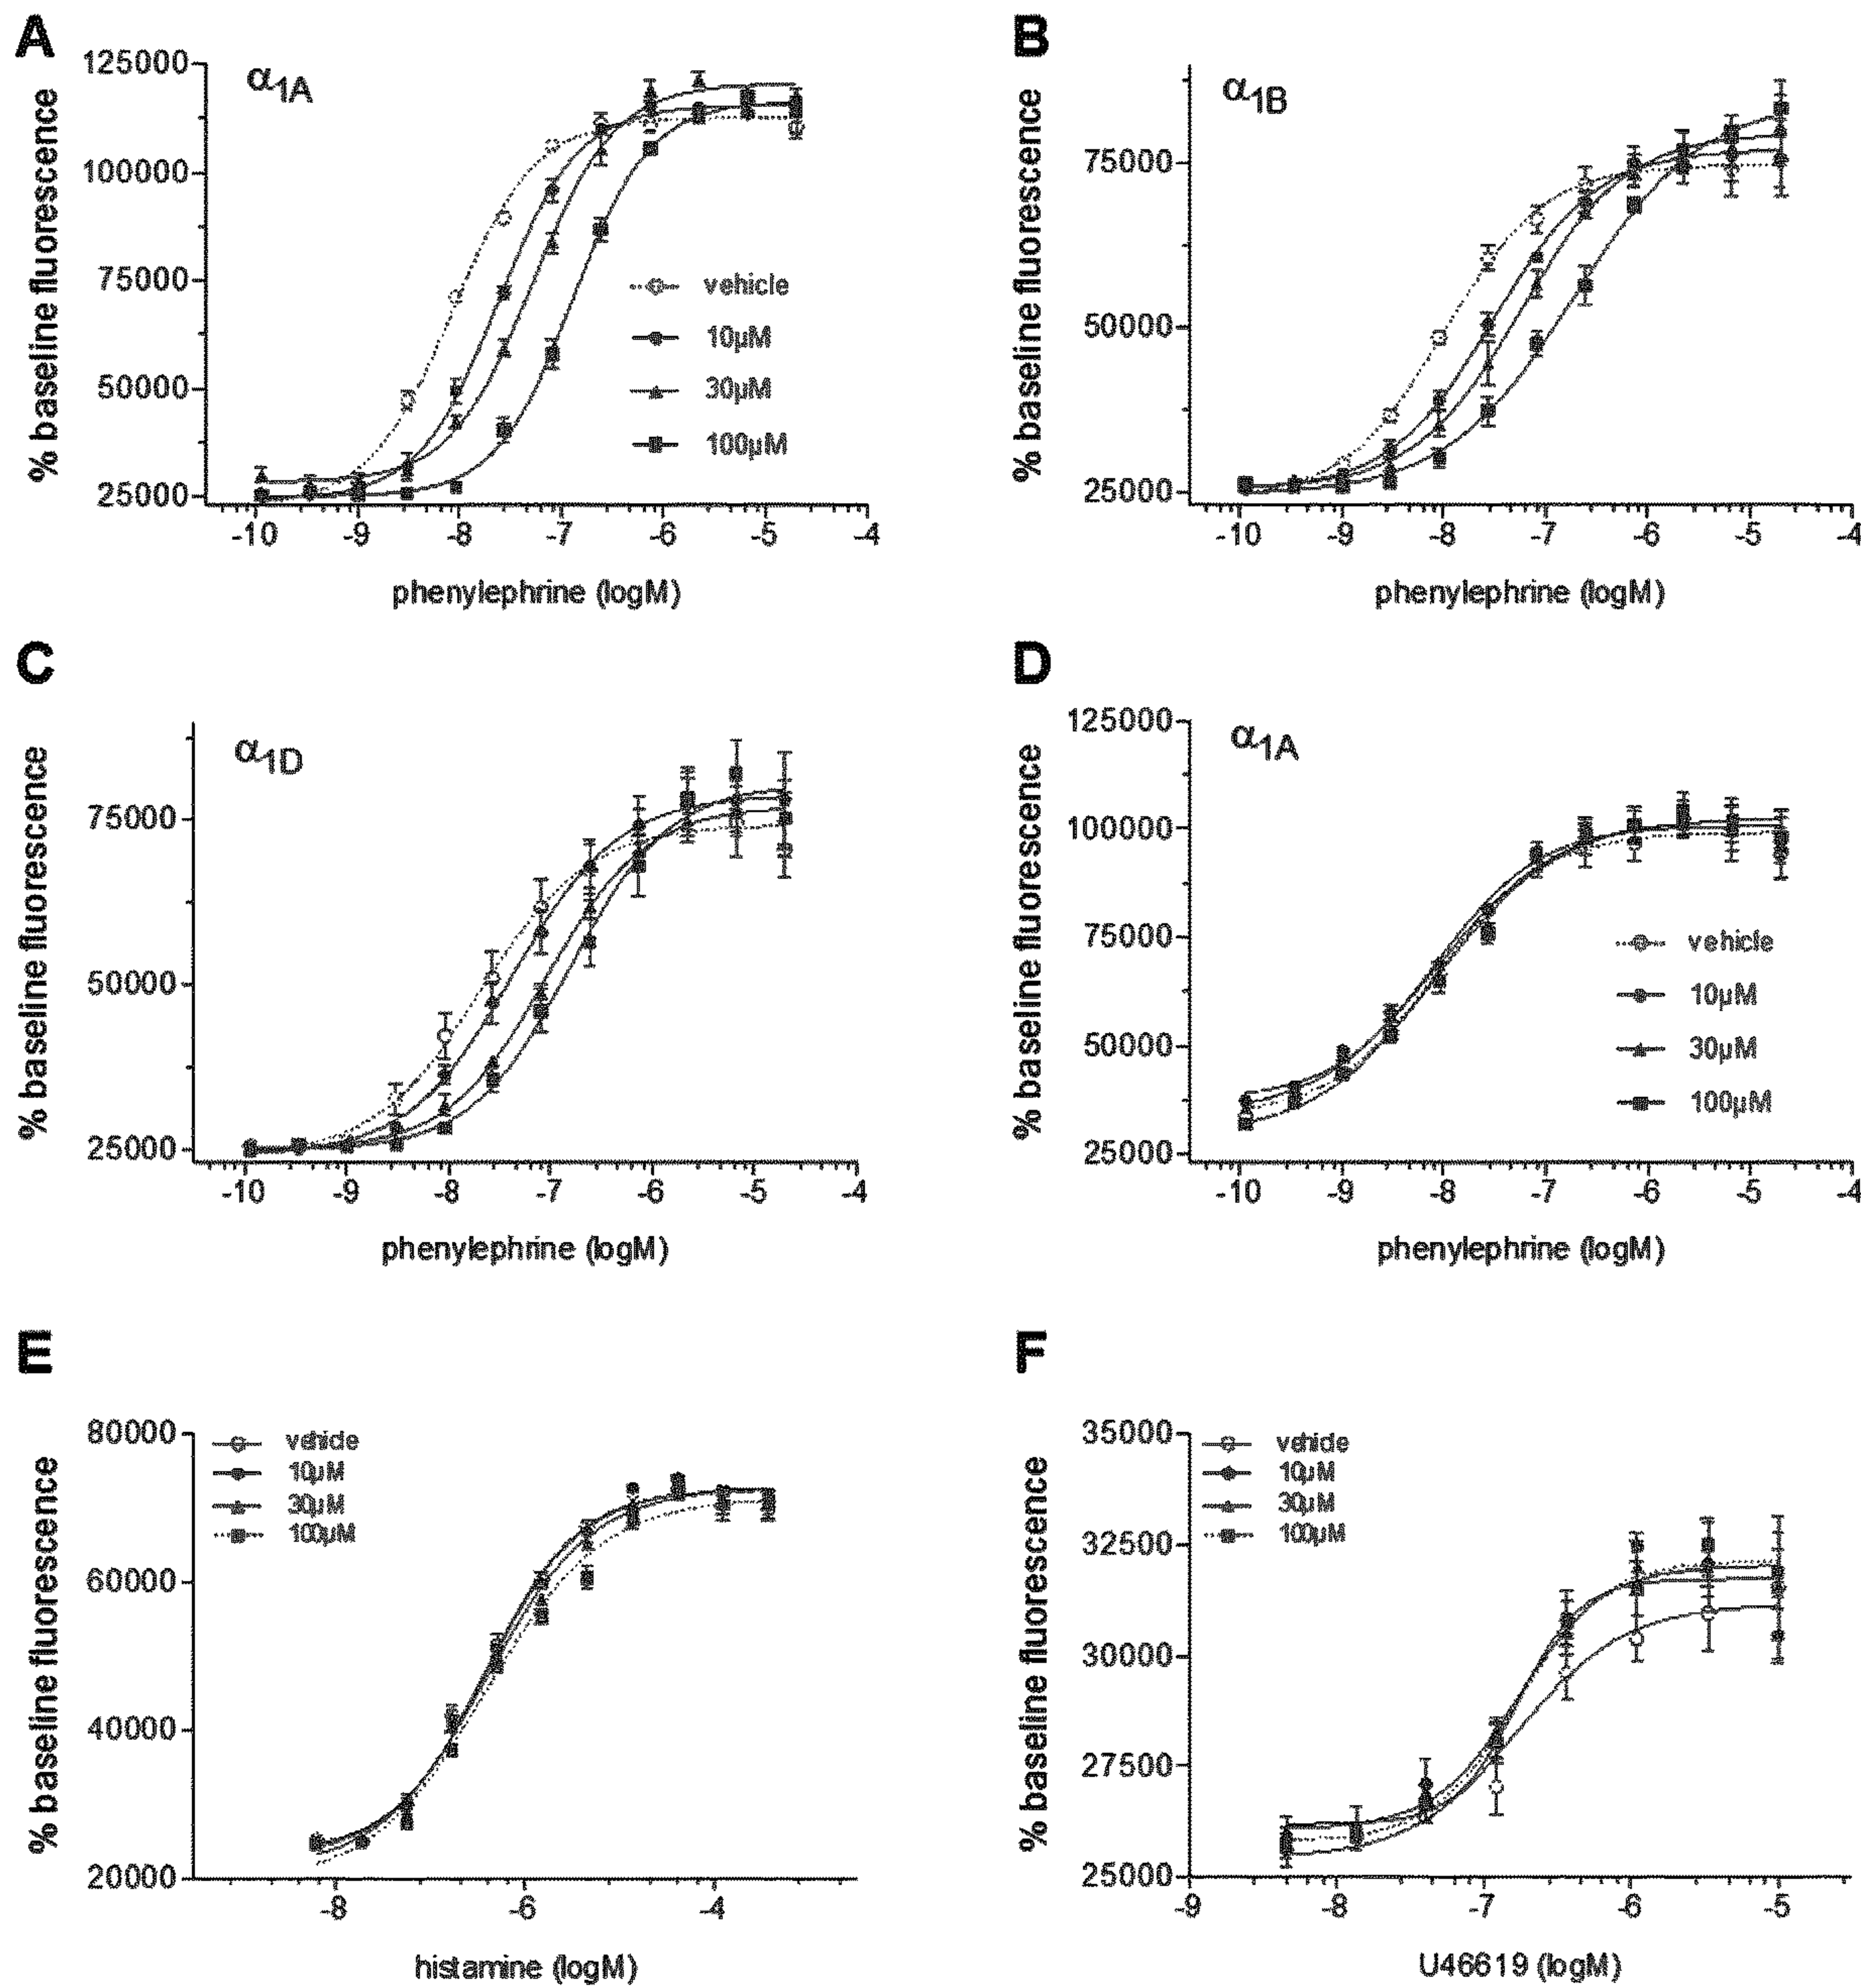 A
α1A
% baseline fluorescence
125000
100000
75000
50000
25000
vehicle
10µM
30µM
100µM
-10 -9 -8 -7 -6 -5 -4
phenylephrine (logM)
B
α1B
% baseline fluorescence
75000
50000
25000
-10 -9 -8 -7 -6 -5 -4
phenylephrine (logM)
C
α1D
% baseline fluorescence
75000
50000
25000
-10 -9 -8 -7 -6 -5 -4
phenylephrine (logM)
D
α1A
% baseline fluorescence
125000
100000
75000
50000
25000
vehicle
10µM
30µM
100µM
-10 -9 -8 -7 -6 -5 -4
phenylephrine (logM)
E
% baseline fluorescence
80000
60000
40000
20000
vehicle
10µM
30µM
100µM
-8 -6 -4
histamine (logM)
F
% baseline fluorescence
35000
32500
30000
27500
25000
vehicle
10µM
30µM
100µM
-9 -8 -7 -6 -5
U46619 (logM)